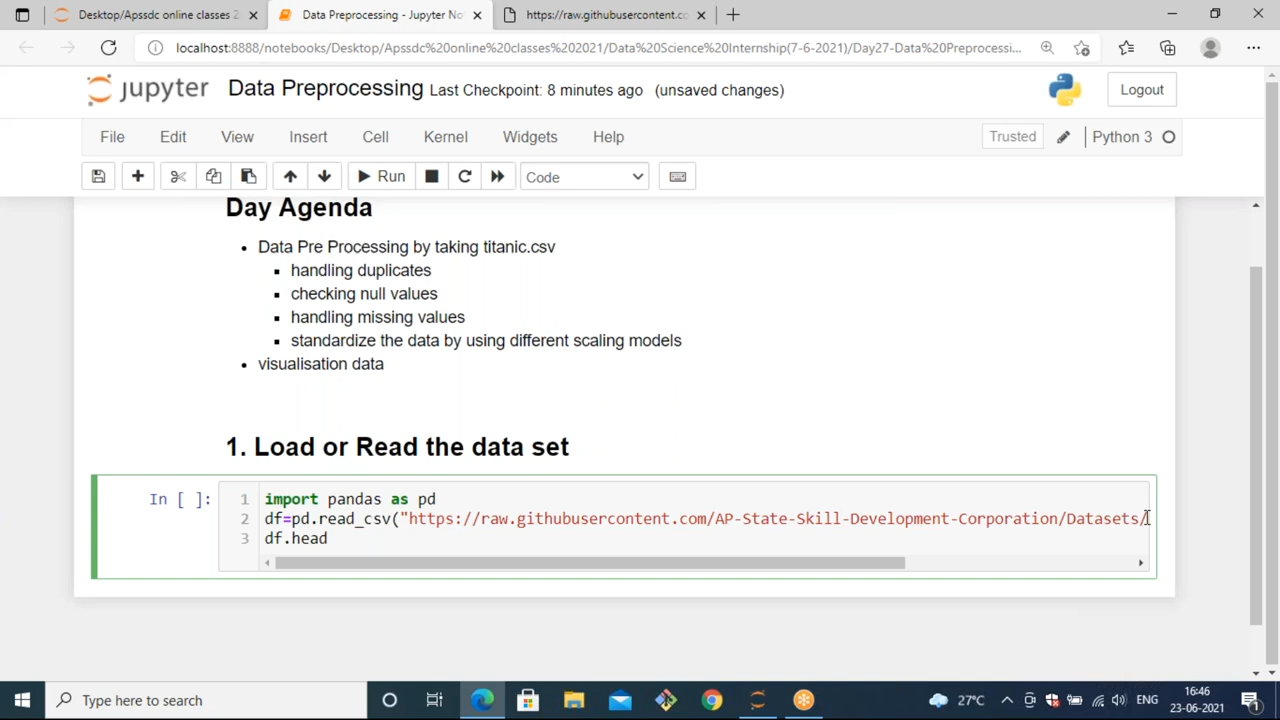 Desktop/Apssdc online classes 2
Data Preprocessing - Jupyter No
https://raw.githubusercontent.cc
localhost:8888/notebooks/Desktop/Apssdc%20online%20classes%202021/Data%20Science%20Internship(7-6-2021)/Day27-Data%20Preprocessi...
jupyter Data Preprocessing Last Checkpoint: 8 minutes ago (unsaved changes) Logout
File Edit View Insert Cell Kernel Widgets Help Trusted Python 3
Run Code
Day Agenda
• Data Pre Processing by taking titanic.csv
▪ handling duplicates
▪ checking null values
▪ handling missing values
▪ standardize the data by using different scaling models
• visualisation data
1. Load or Read the data set
In [ ]: 1 import pandas as pd
2 df=pd.read_csv("https://raw.githubusercontent.com/AP-State-Skill-Development-Corporation/Datasets/
3 df.head
Type here to search 27°C ENG 16:46
23-06-2021
1